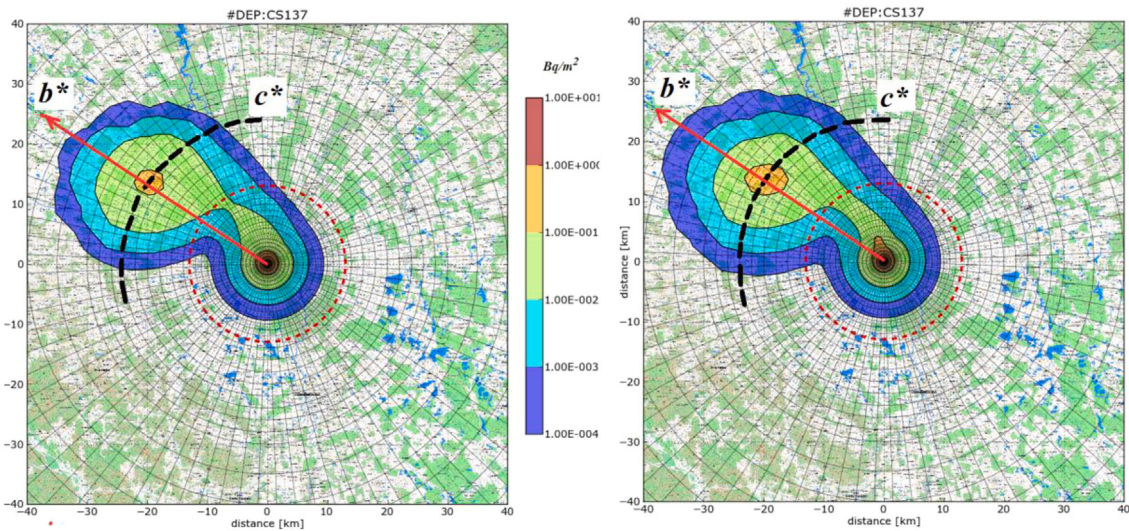 #DEP:CS137
40
30
20
10
0
−10
−20
−30
−40
−40 −30 −20 −10 0 10 20 30 40
distance [km]
b*
c*
Bq/m²
1.00E+001
1.00E+000
1.00E-001
1.00E-002
1.00E-003
1.00E-004
#DEP:CS137
40
30
20
10
0
−10
−20
−30
−40
distance [km]
−40 −30 −20 −10 0 10 20 30 40
distance [km]
b*
c*